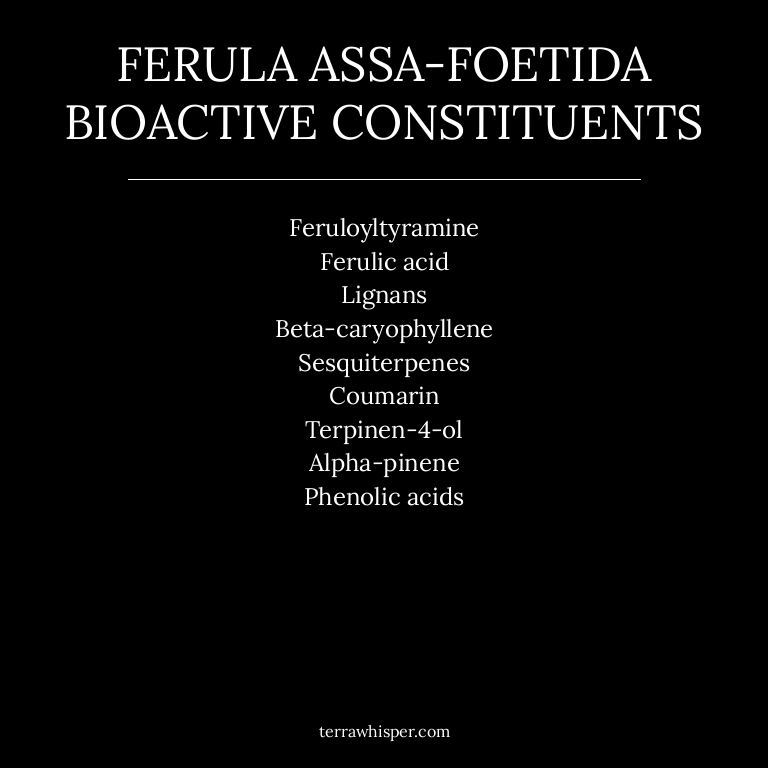 FERULA ASSA-FOETIDA
BIOACTIVE CONSTITUENTS
Feruloyltyramine
Ferulic acid
Lignans
Beta-caryophyllene
Sesquiterpenes
Coumarin
Terpinen-4-ol
Alpha-pinene
Phenolic acids
terrawhisper.com